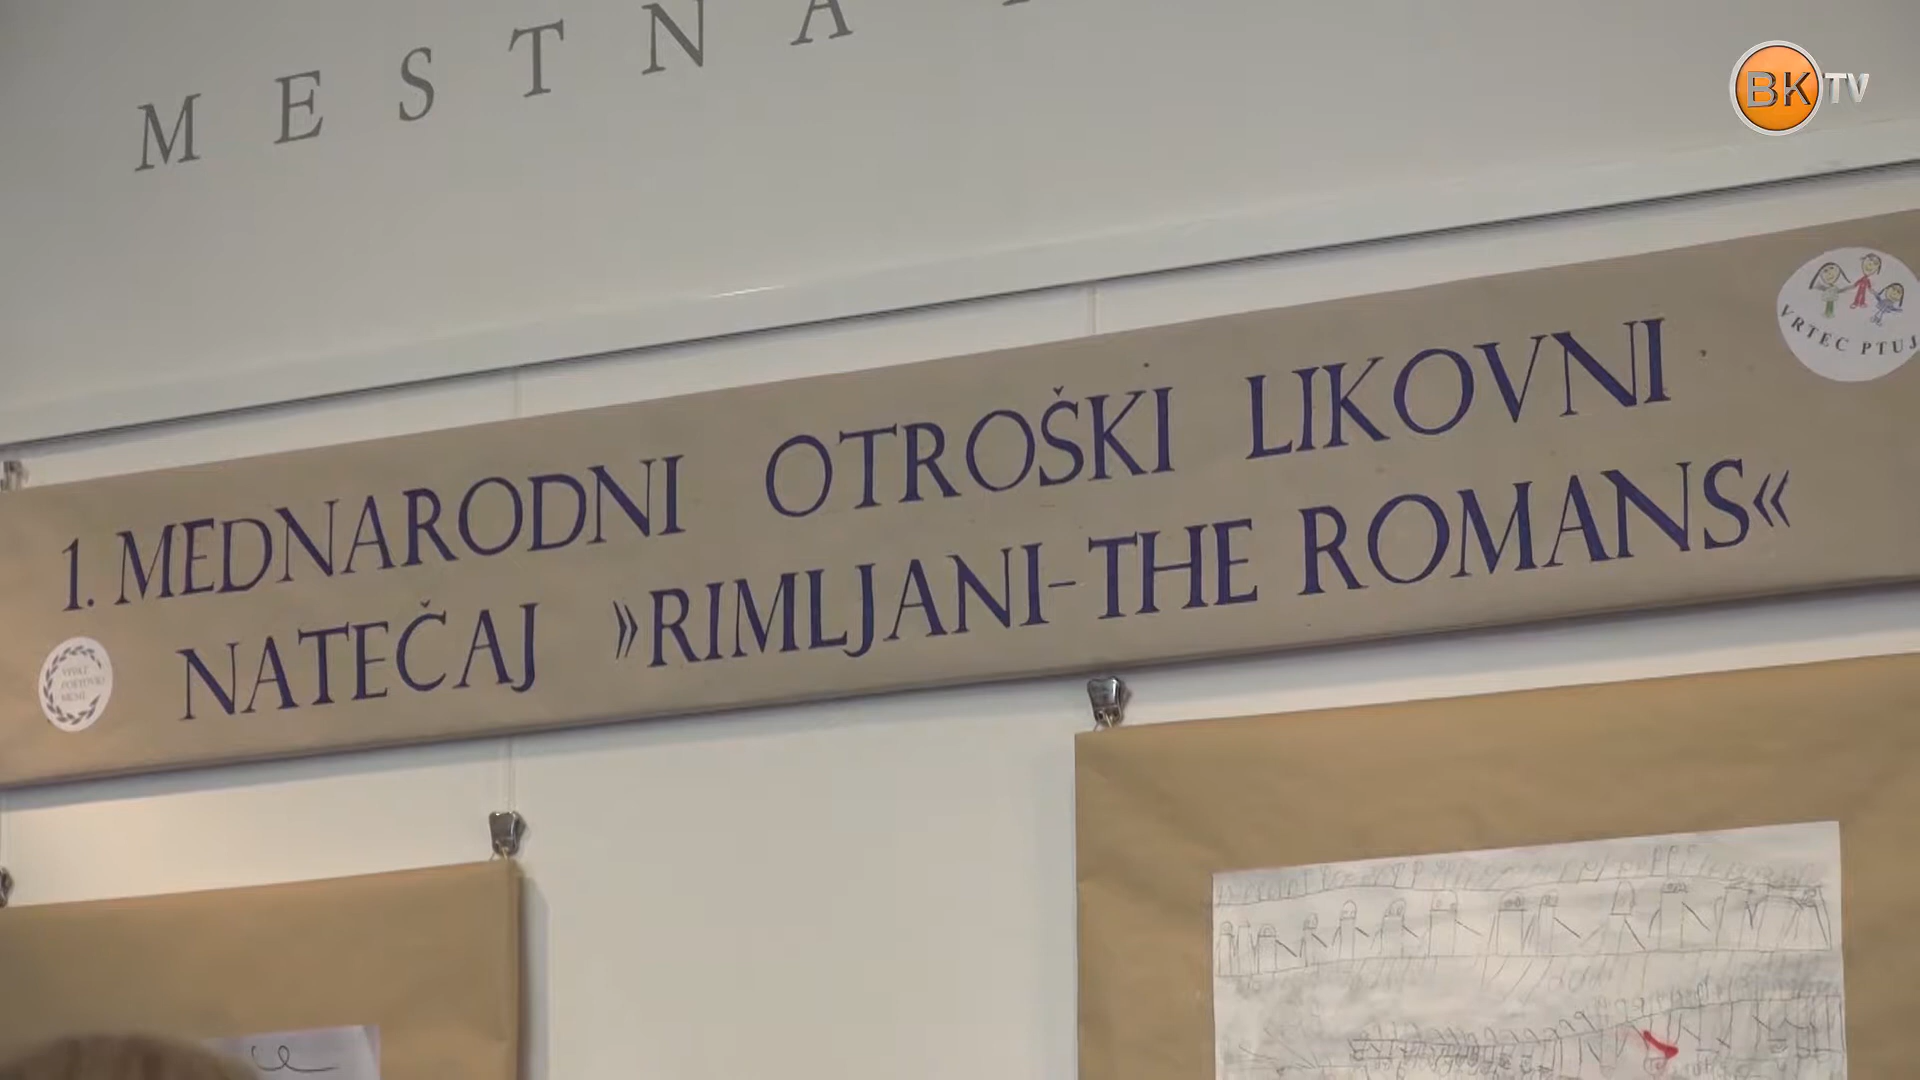 MESTNA
BK TV
VRTEC PTUJ
1. MEDNARODNI OTROŠKI LIKOVNI
NATEČAJ »RIMLJANI-THE ROMANS«